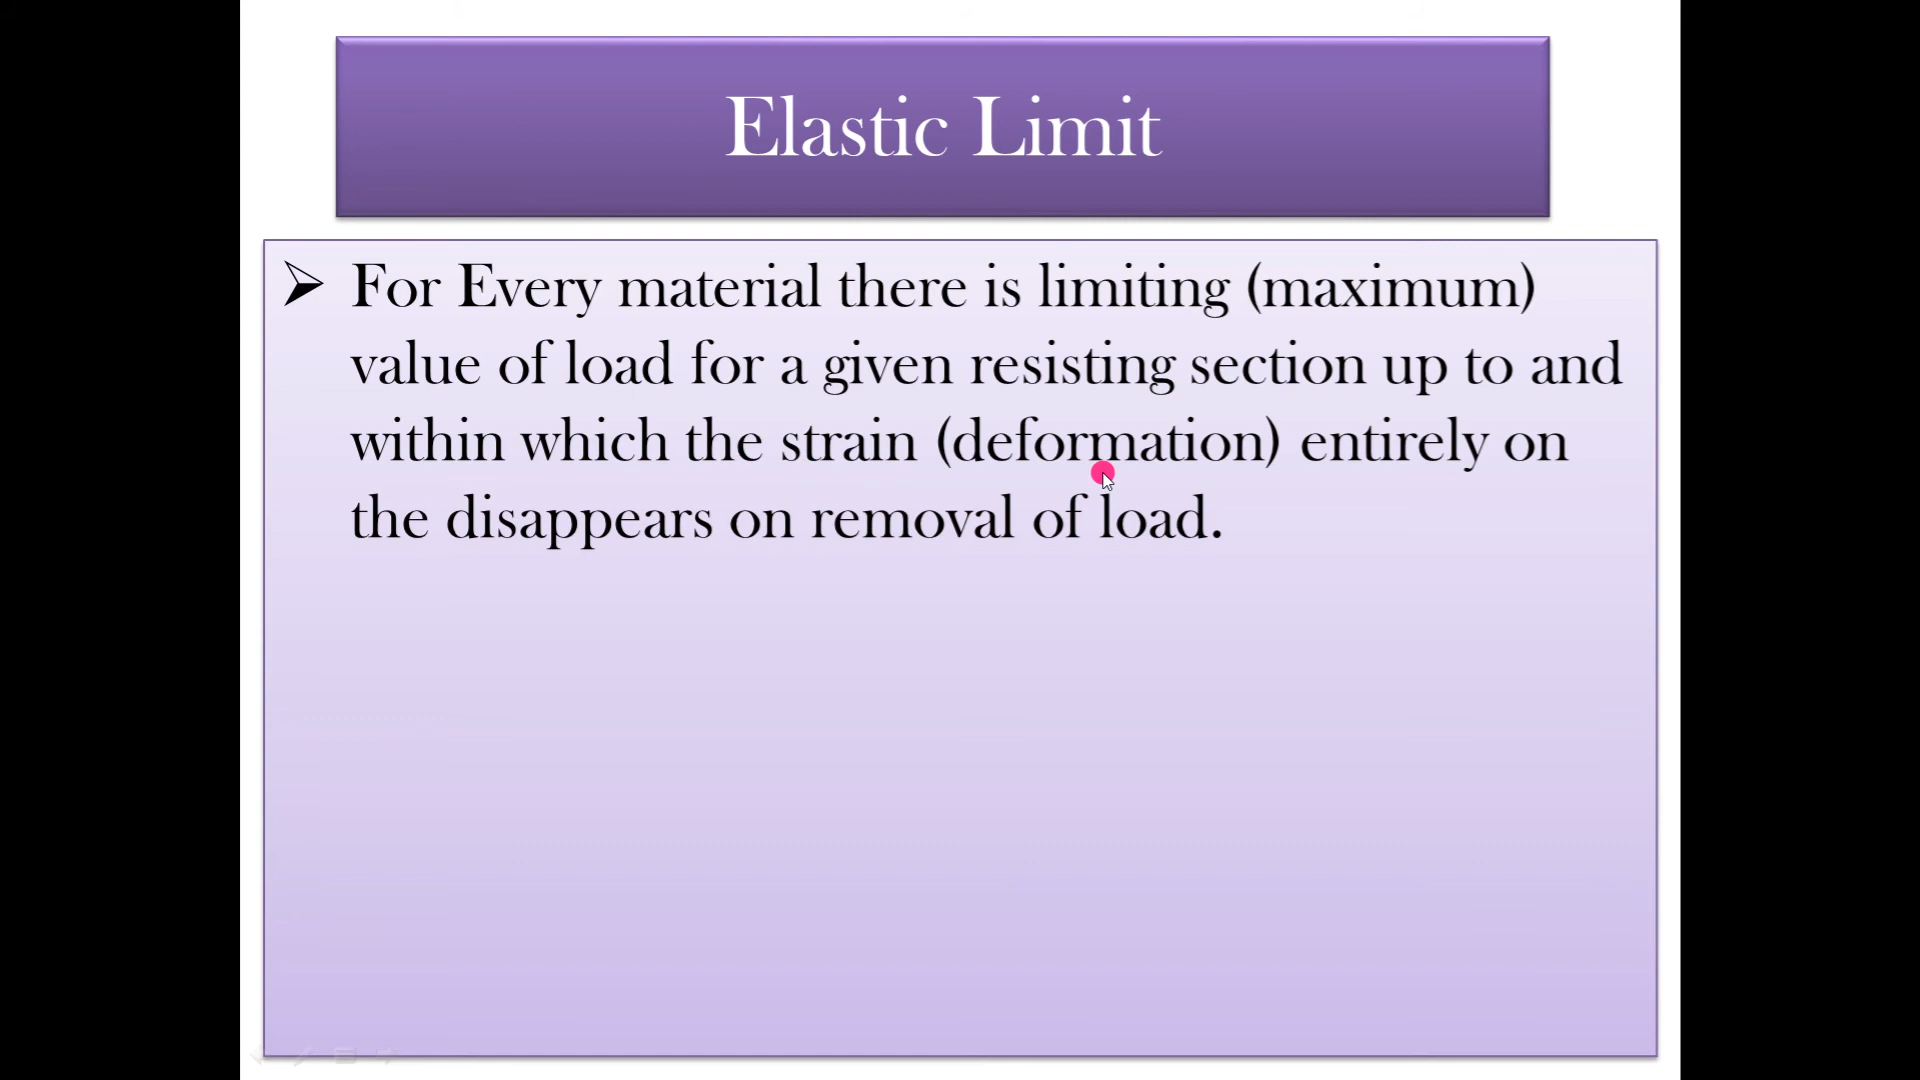 Elastic Limit
For Every material there is limiting (maximum)
value of load for a given resisting section up to and
within which the strain (deformation) entirely on
the disappears on removal of load.